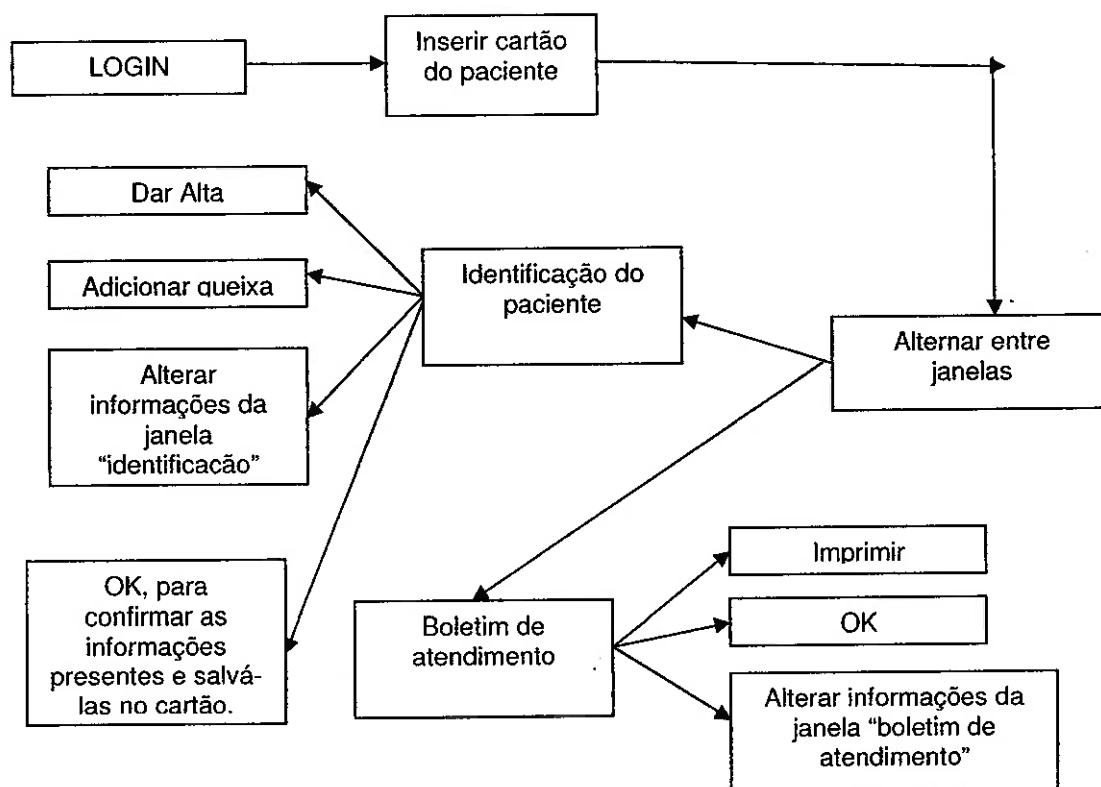 LOGIN
Inserir cartão
do paciente
Dar Alta
Adicionar queixa
Identificação do
paciente
Alternar entre
janelas
Alterar
informações da
janela
“identificação”
OK, para
confirmar as
informações
presentes e salvá-
las no cartão.
Boletim de
atendimento
Imprimir
OK
Alterar informações da
janela “boletim de
atendimento”